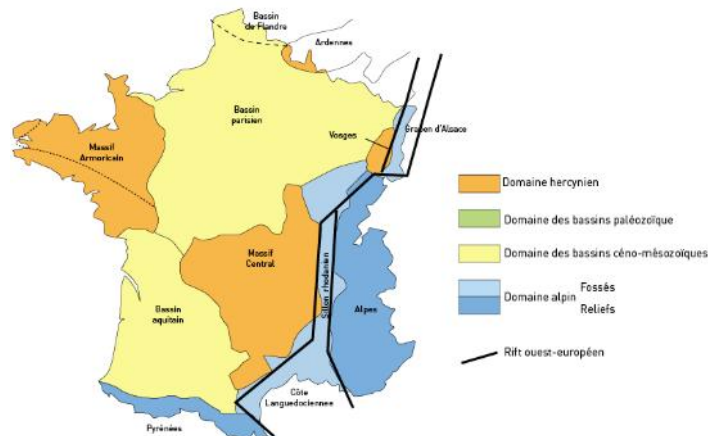 Bassin
de Flandre
Ardennes
Bassin
parisien
Vosges
Graben d'Alsace
Massif
Armoricain
Massif
Central
Sillon rhodanien
Bassin
aquitain
Alpes
Côte
Languedociennes
Pyrénées
Domaine hercynien
Domaine des bassins paléozoïque
Domaine des bassins céno-mésozoïques
Domaine alpin
Fossés
Reliefs
Rift ouest-européen